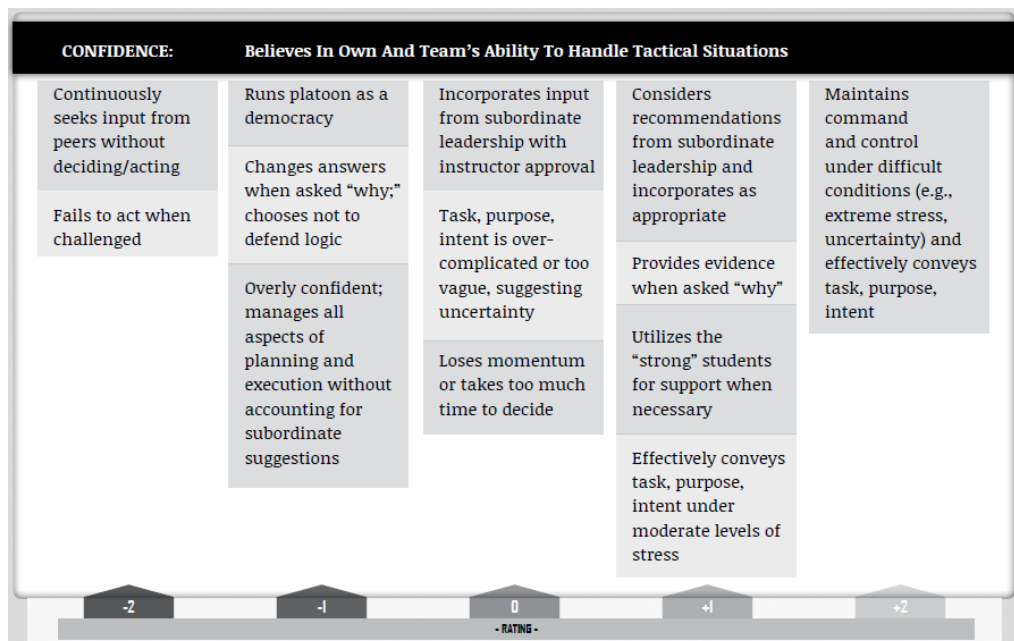 CONFIDENCE: Believes In Own And Team's Ability To Handle Tactical Situations
Continuously
seeks input from
peers without
deciding/acting
Fails to act when
challenged
Runs platoon as a
democracy
Changes answers
when asked “why;”
chooses not to
defend logic
Overly confident;
manages all
aspects of
planning and
execution without
accounting for
subordinate
suggestions
Incorporates input
from subordinate
leadership with
instructor approval
Task, purpose,
intent is over-
complicated or too
vague, suggesting
uncertainty
Loses momentum
or takes too much
time to decide
Considers
recommendations
from subordinate
leadership and
incorporates as
appropriate
Provides evidence
when asked “why”
Utilizes the
“strong” students
for support when
necessary
Effectively conveys
task, purpose,
intent under
moderate levels of
stress
Maintains
command
and control
under difficult
conditions (e.g.,
extreme stress,
uncertainty) and
effectively conveys
task, purpose,
intent
-2 -1 0 +1 +2
- RATING -